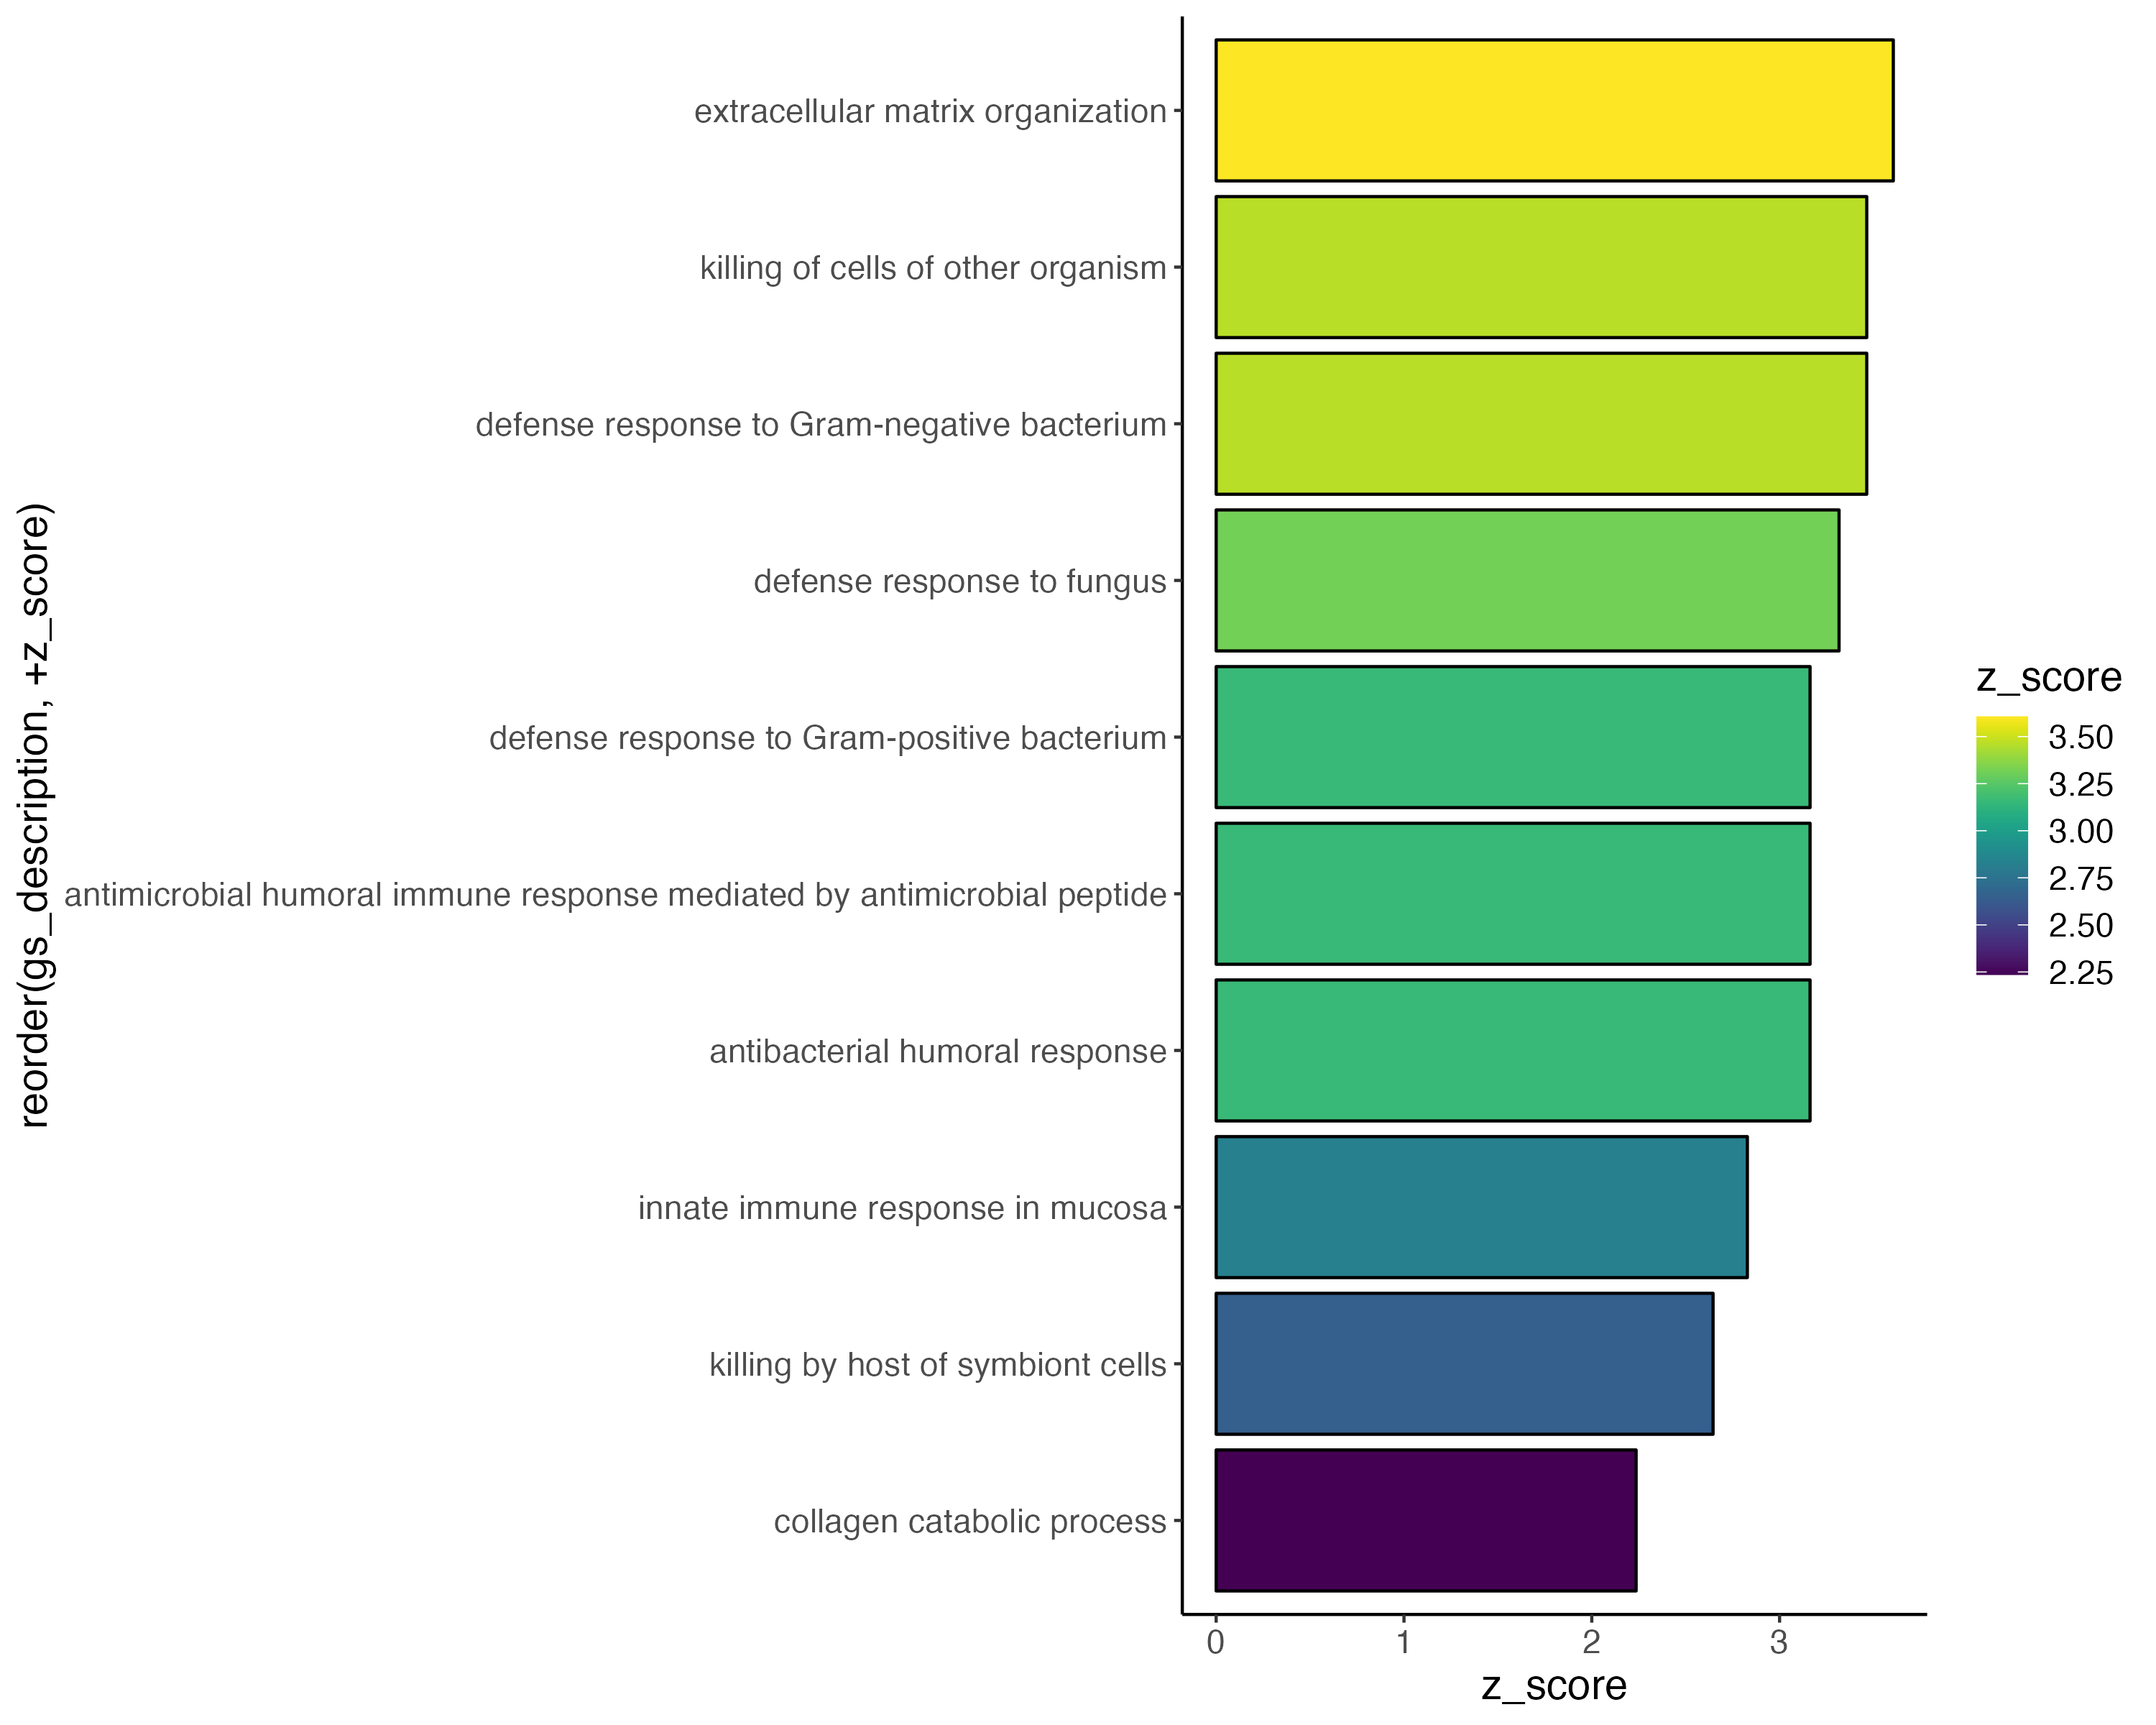 extracellular matrix organization
killing of cells of other organism
defense response to Gram-negative bacterium
defense response to fungus
defense response to Gram-positive bacterium
antimicrobial humoral immune response mediated by antimicrobial peptide
antibacterial humoral response
innate immune response in mucosa
killing by host of symbiont cells
collagen catabolic process
reorder(gs_description, +z_score)
0 1 2 3
z_score
z_score
3.50
3.25
3.00
2.75
2.50
2.25